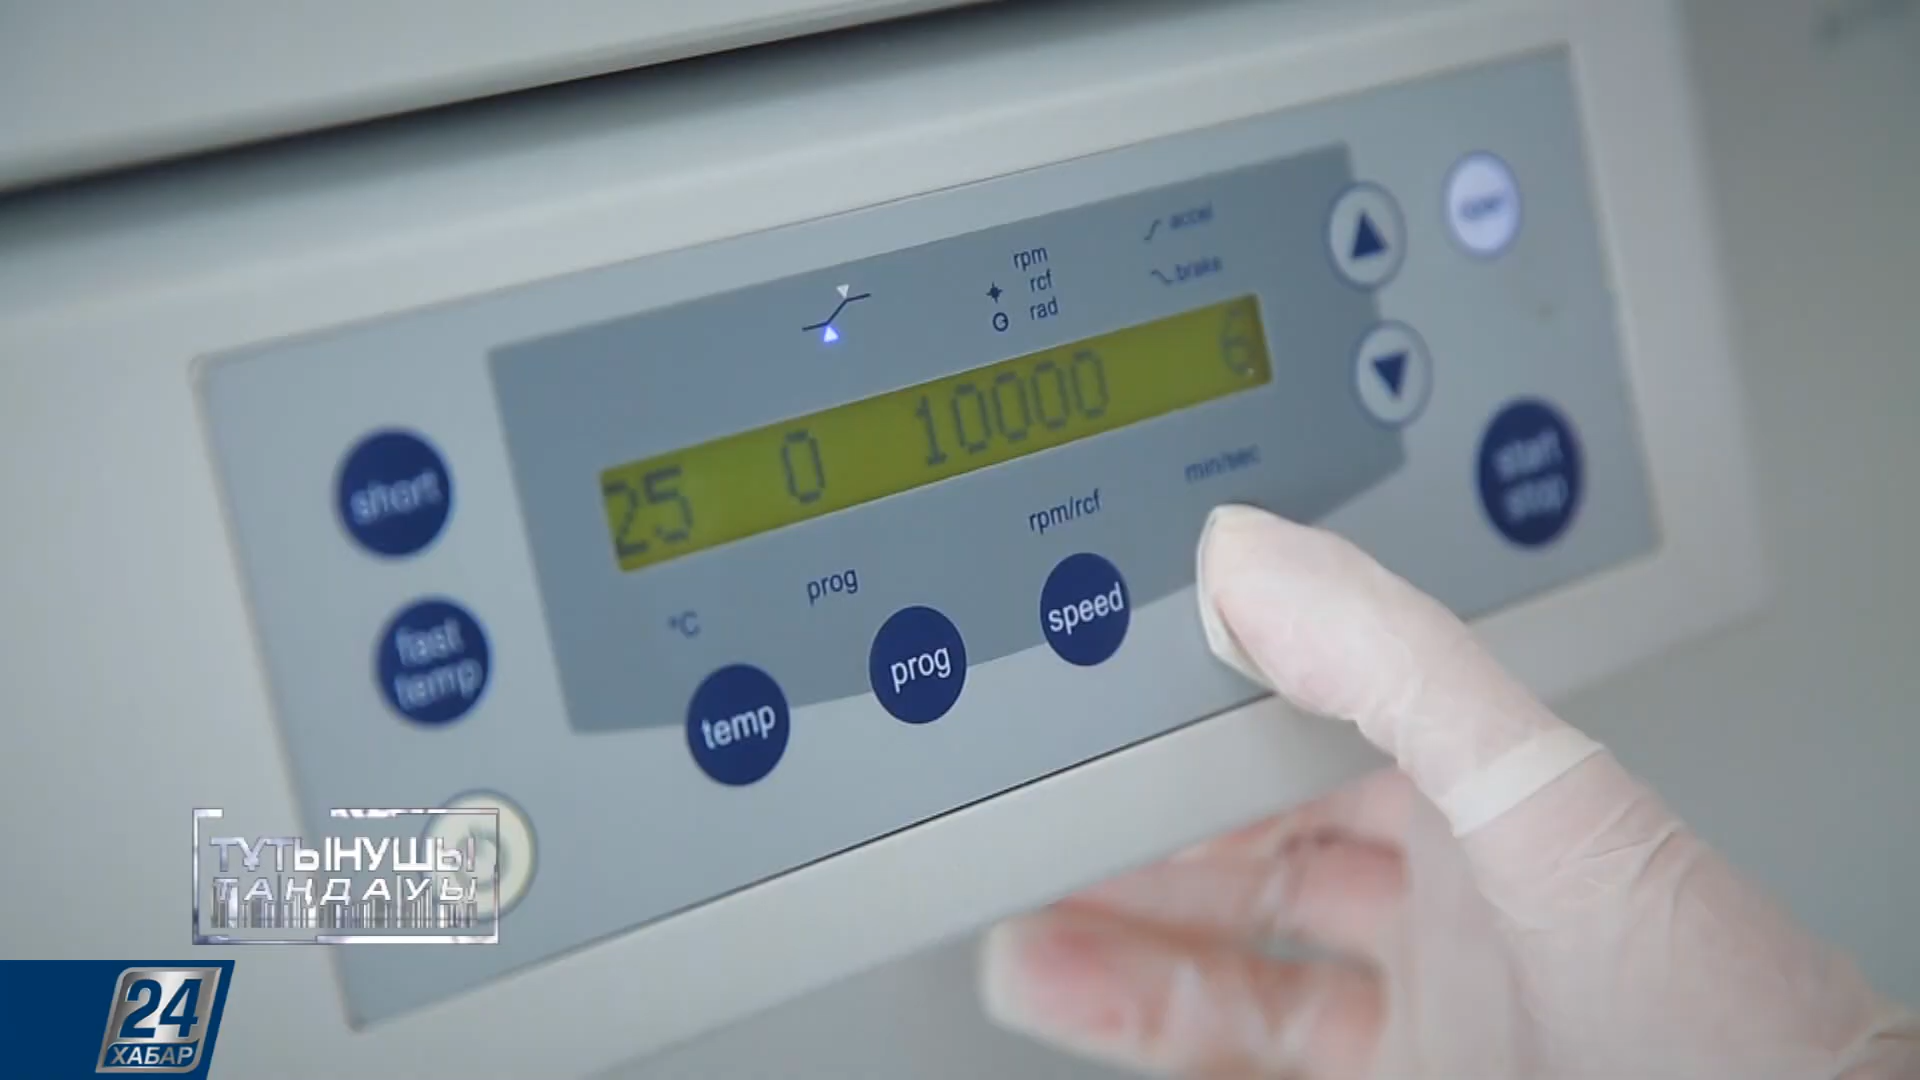 accel
rpm
rcf
brake
rad
25 0 10000 6
min/sec
rpm/rcf
prog
°C
short
fast
temp
temp
prog
speed
start
stop
ТҰТЫНУШЫ
ТАҢДАУЫ
24
ХАБАР